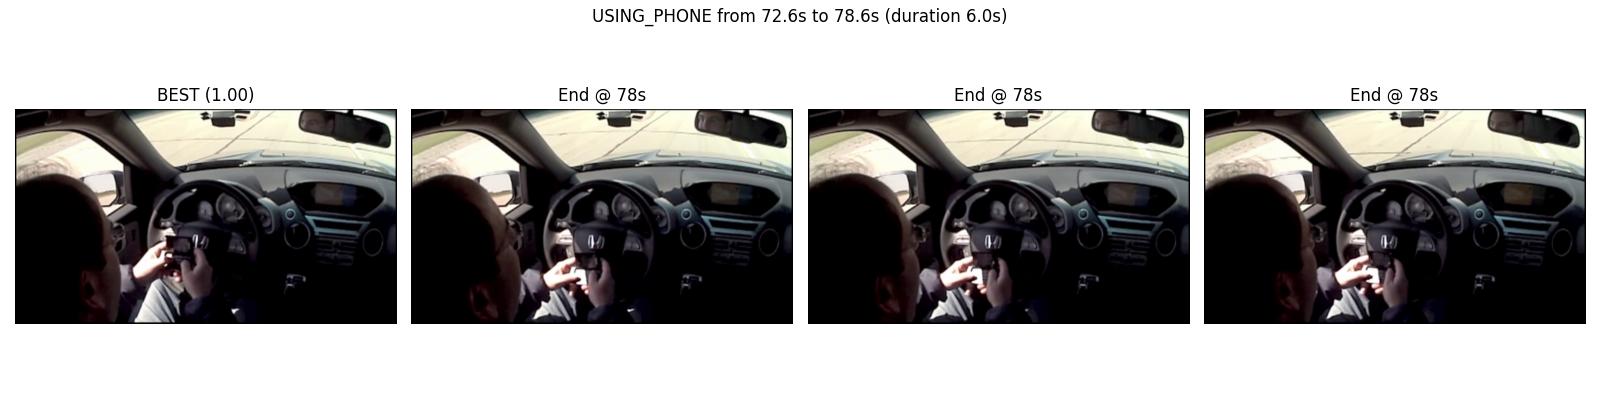 USING_PHONE from 72.6s to 78.6s (duration 6.0s)
BEST (1.00)
End @ 78s
End @ 78s
End @ 78s